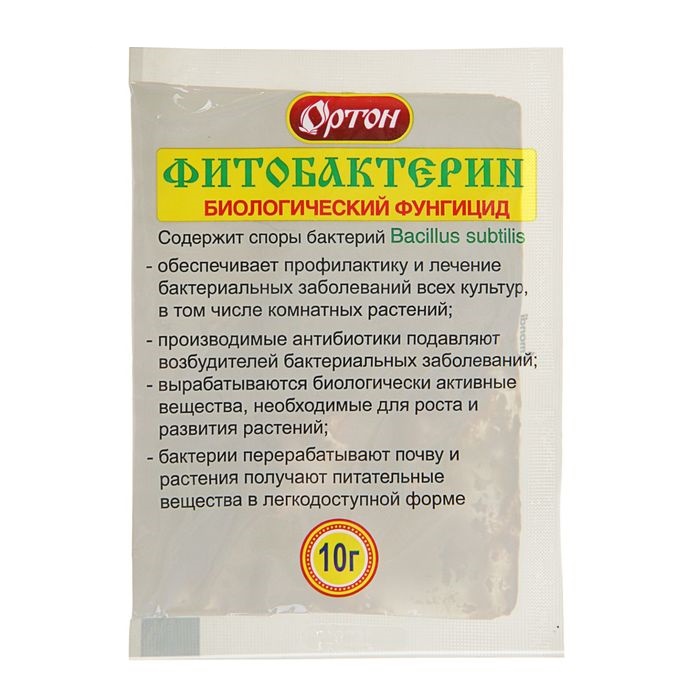 Ортон
ФИТОБАКТЕРИН
БИОЛОГИЧЕСКИЙ ФУНГИЦИД
Содержит споры бактерий Bacillus subtilis
- обеспечивает профилактику и лечение
бактериальных заболеваний всех культур,
в том числе комнатных растений;
- производимые антибиотики подавляют
возбудителей бактериальных заболеваний;
- вырабатываются биологически активные
вещества, необходимые для роста и
развития растений;
- бактерии перерабатывают почву и
растения получают питательные
вещества в легкодоступной форме
10г